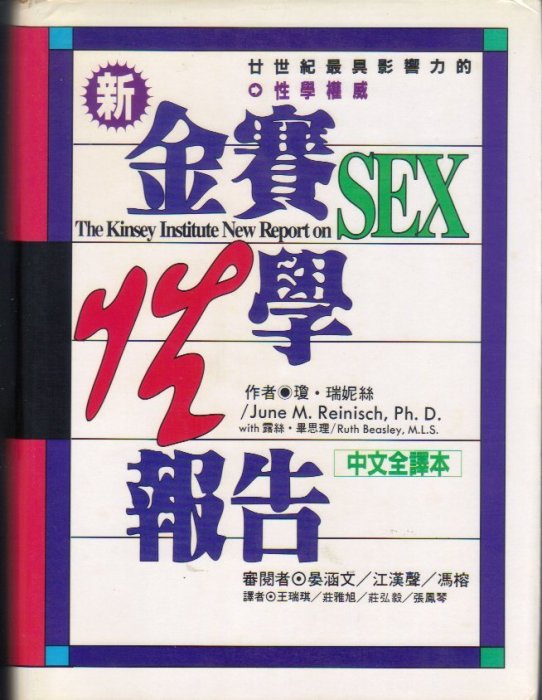 廿世紀最具影響力的
性學權威
新
金賽
The Kinsey Institute New Report on SEX
性學
作者◉瓊・瑞妮絲
/June M. Reinisch, Ph. D.
with 露絲・畢思理/Ruth Beasley, M.L.S.
中文全譯本
報告
審閱者⊙晏涵文／江漢聲／馮榕
譯者⊙王瑞琪／莊雅旭／莊弘毅／張鳳琴